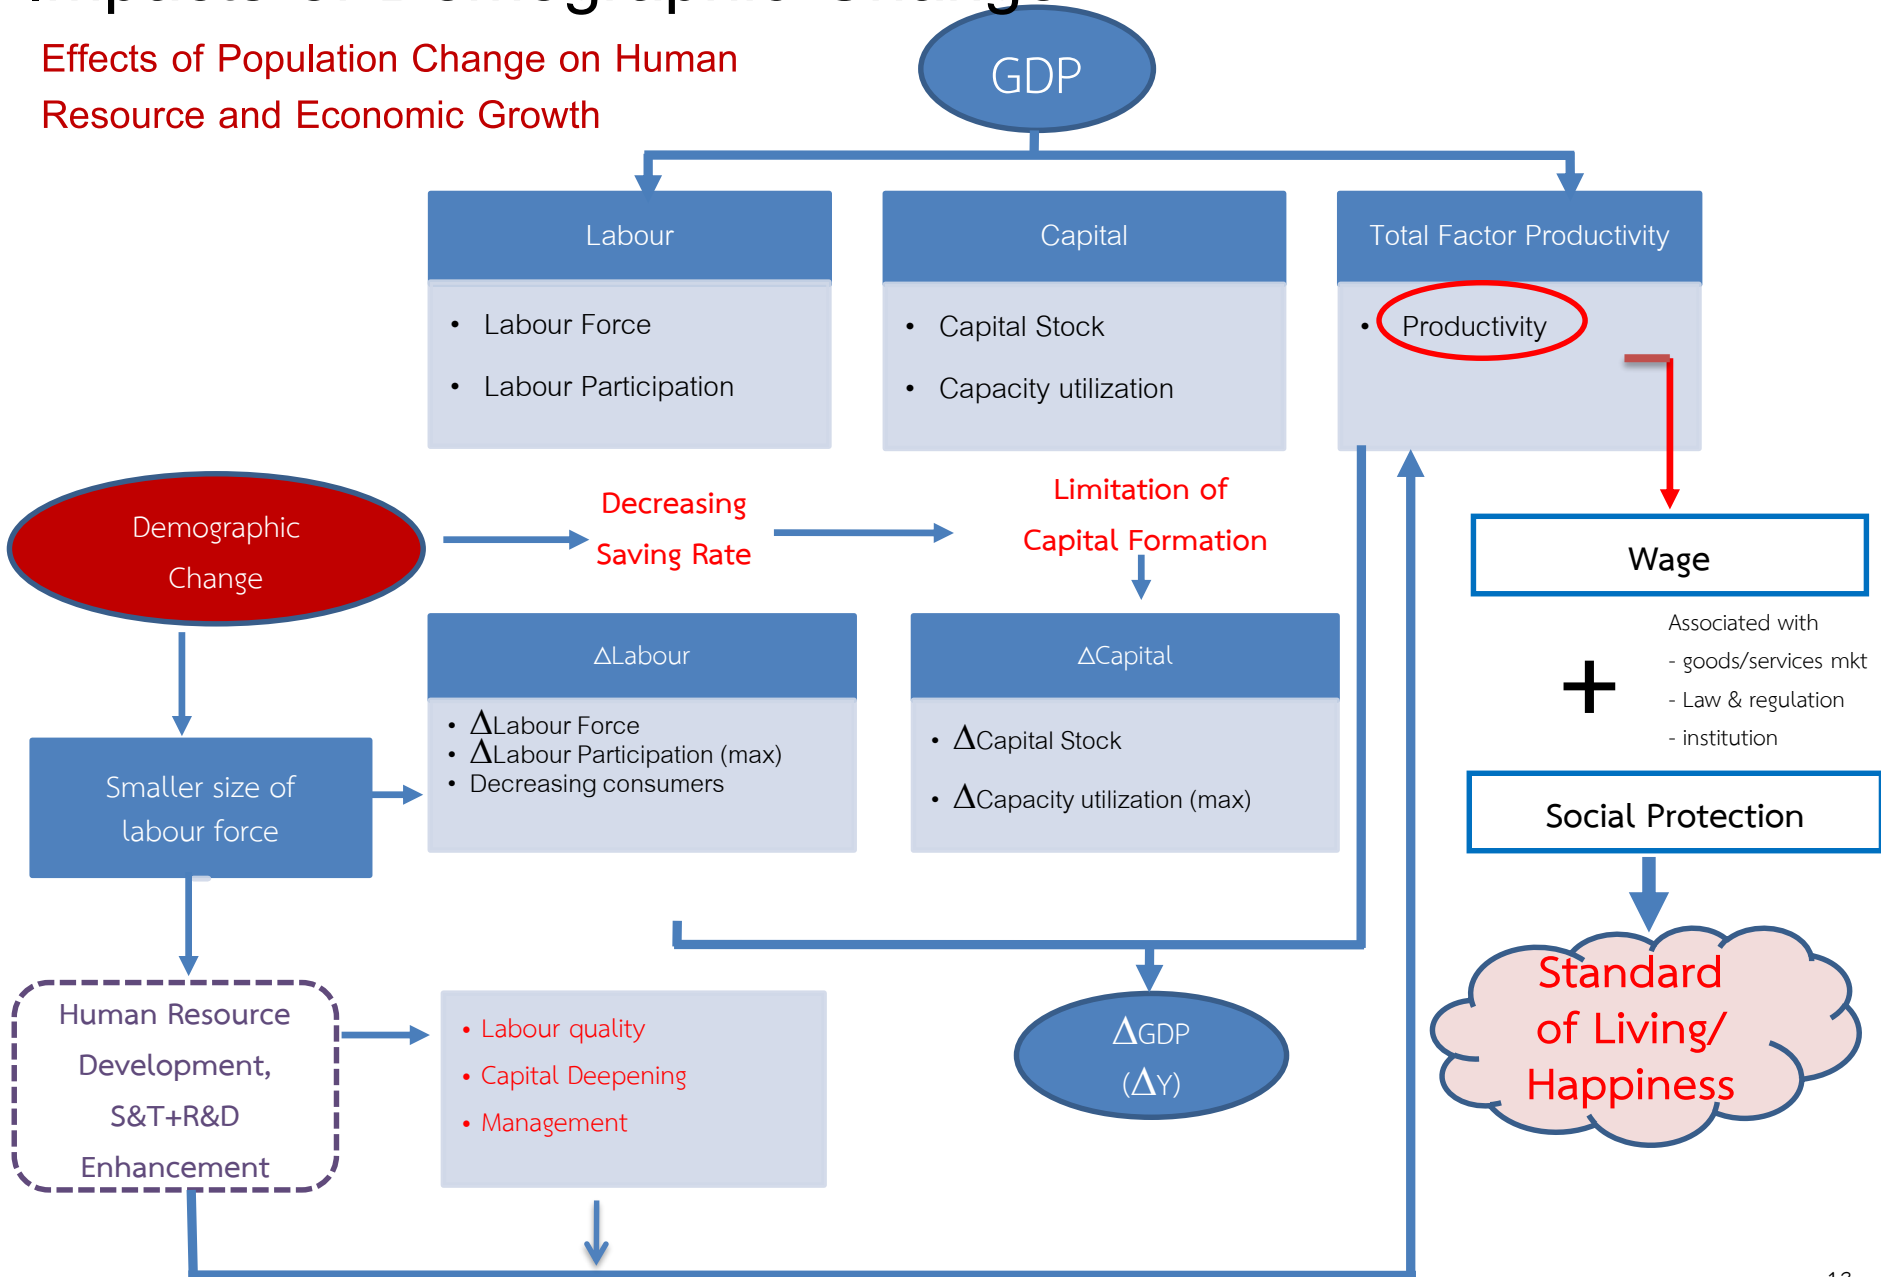 Impacts of Demographic Change
Effects of Population Change on Human
Resource and Economic Growth
GDP
Labour
• Labour Force
• Labour Participation
Capital
• Capital Stock
• Capacity utilization
Total Factor Productivity
• Productivity
Demographic
Change
Decreasing
Saving Rate
Limitation of
Capital Formation
Wage
Associated with
- goods/services mkt
- Law & regulation
- institution
+
Social Protection
Standard
of Living/
Happiness
ΔLabour
• ΔLabour Force
• ΔLabour Participation (max)
• Decreasing consumers
ΔCapital
• ΔCapital Stock
• ΔCapacity utilization (max)
Smaller size of
labour force
Human Resource
Development,
S&T+R&D
Enhancement
• Labour quality
• Capital Deepening
• Management
ΔGDP
(ΔY)